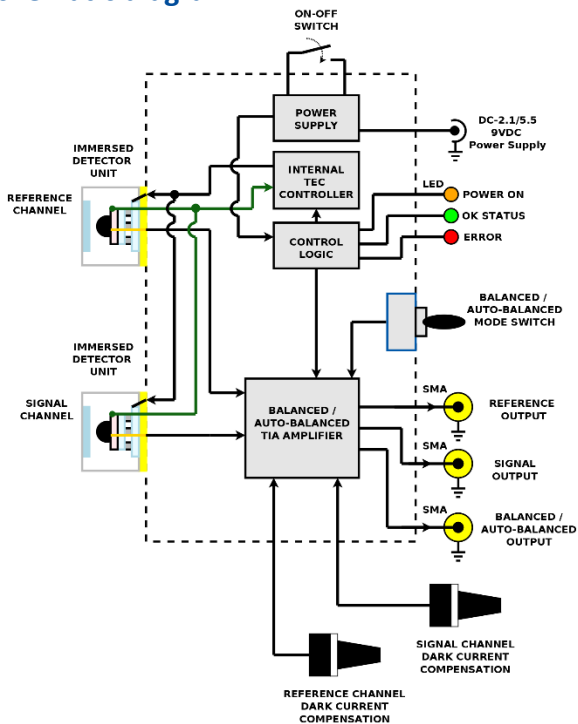 ON-OFF
SWITCH
POWER
SUPPLY
DC-2.1/5.5
9VDC
Power Supply
IMMERSED
DETECTOR
UNIT
REFERENCE
CHANNEL
INTERNAL
TEC
CONTROLLER
LED
POWER ON
OK STATUS
ERROR
CONTROL
LOGIC
BALANCED /
AUTO-BALANCED
MODE SWITCH
IMMERSED
DETECTOR
UNIT
SIGNAL
CHANNEL
BALANCED /
AUTO-BALANCED
TIA AMPLIFIER
SMA
REFERENCE
OUTPUT
SMA
SIGNAL
OUTPUT
SMA
BALANCED /
AUTO-BALANCED
OUTPUT
SIGNAL CHANNEL
DARK CURRENT
COMPENSATION
REFERENCE CHANNEL
DARK CURRENT
COMPENSATION